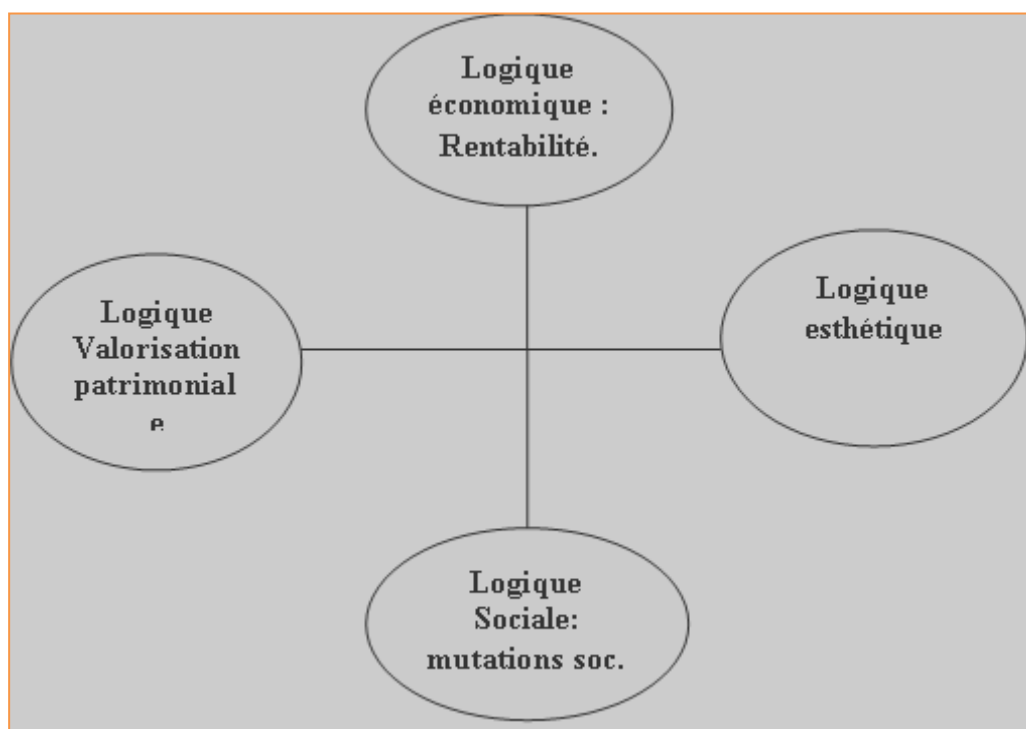 Logique
économique :
Rentabilité.
Logique
Valorisation
patrimonial
e
Logique
esthétique
Logique
Sociale:
mutations soc.